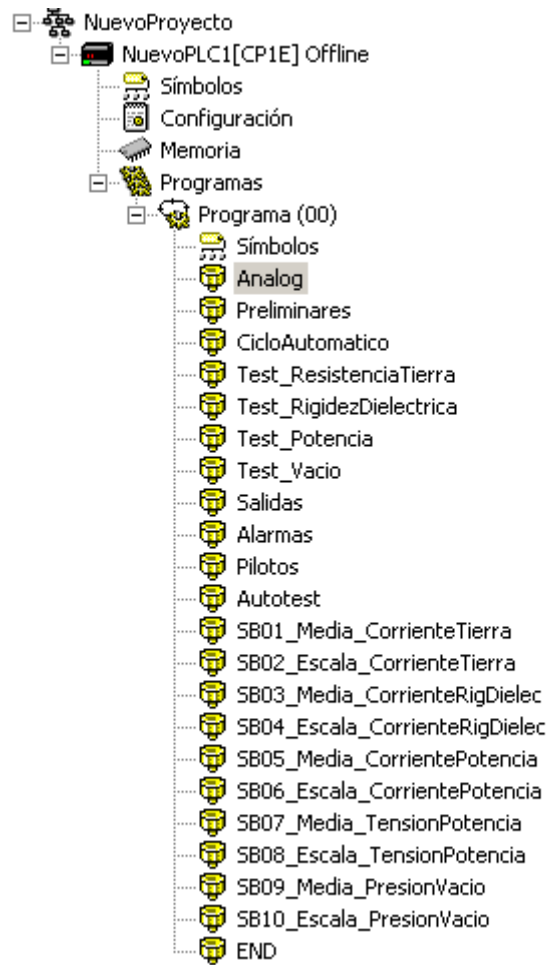 NuevoProyecto
NuevoPLC1[CP1E] Offline
Símbolos
Configuración
Memoria
Programas
Programa (00)
Símbolos
Analog
Preliminares
CicloAutomatico
Test_ResistenciaTierra
Test_RigidezDielectrica
Test_Potencia
Test_Vacio
Salidas
Alarmas
Pilotos
Autotest
SB01_Media_CorrienteTierra
SB02_Escala_CorrienteTierra
SB03_Media_CorrienteRigDielec
SB04_Escala_CorrienteRigDielec
SB05_Media_CorrientePotencia
SB06_Escala_CorrientePotencia
SB07_Media_TensionPotencia
SB08_Escala_TensionPotencia
SB09_Media_PresionVacio
SB10_Escala_PresionVacio
END